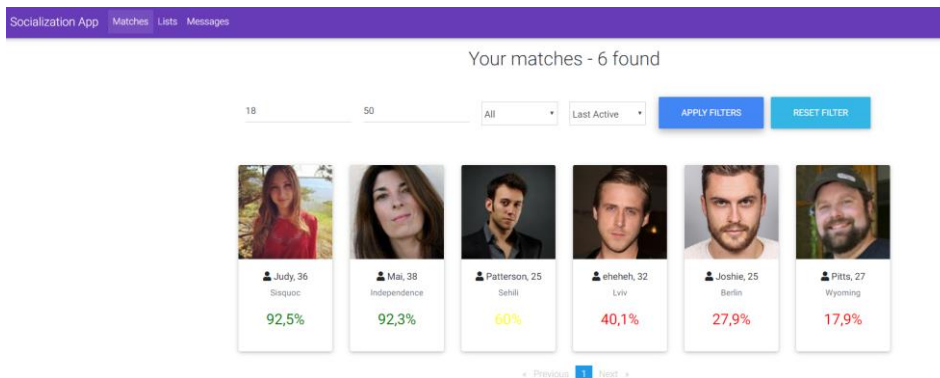 Socialization App Matches Lists Messages
Your matches - 6 found
18 50 All Last Active APPLY FILTERS RESET FILTER
Judy, 36 Mai, 38 Patterson, 25 eheheh, 32 Joshie, 25 Pitts, 27
Sisquoc Independence Sehili Lviv Berlin Wyoming
92,5% 92,3% 60% 40,1% 27,9% 17,9%
« Previous 1 Next »